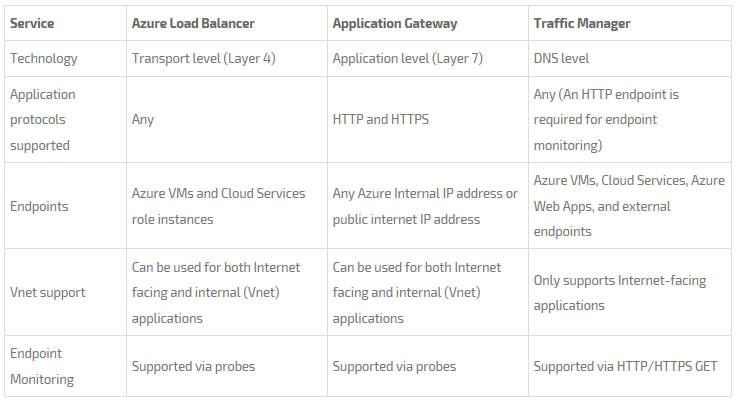 Service Azure Load Balancer Application Gateway Traffic Manager
Technology Transport level (Layer 4) Application level (Layer 7) DNS level
Application
protocols
supported
Any
HTTP and HTTPS
Any (An HTTP endpoint is
required for endpoint
monitoring)
Endpoints
Azure VMs and Cloud Services
role instances
Any Azure Internal IP address or
public internet IP address
Azure VMs, Cloud Services, Azure
Web Apps, and external
endpoints
Vnet support
Can be used for both Internet
facing and internal (Vnet)
applications
Can be used for both Internet
facing and internal (Vnet)
applications
Only supports Internet-facing
applications
Endpoint
Monitoring
Supported via probes
Supported via probes
Supported via HTTP/HTTPS GET